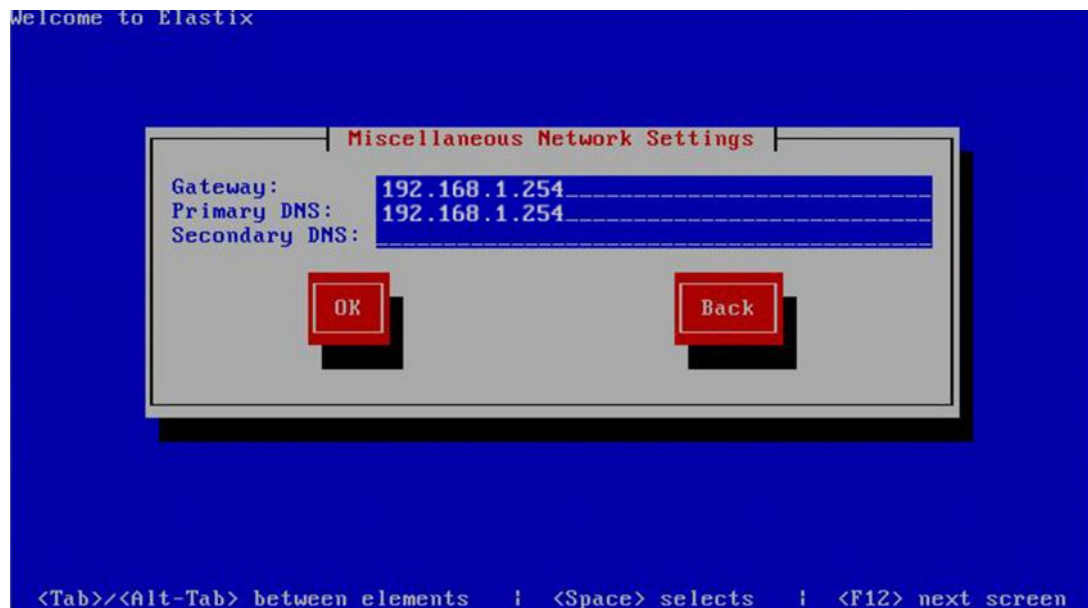 Welcome to Elastix
Miscellaneous Network Settings
Gateway: 192.168.1.254
Primary DNS: 192.168.1.254
Secondary DNS:
OK Back
<Tab>/<Alt-Tab> between elements ¦ <Space> selects ¦ <F12> next screen